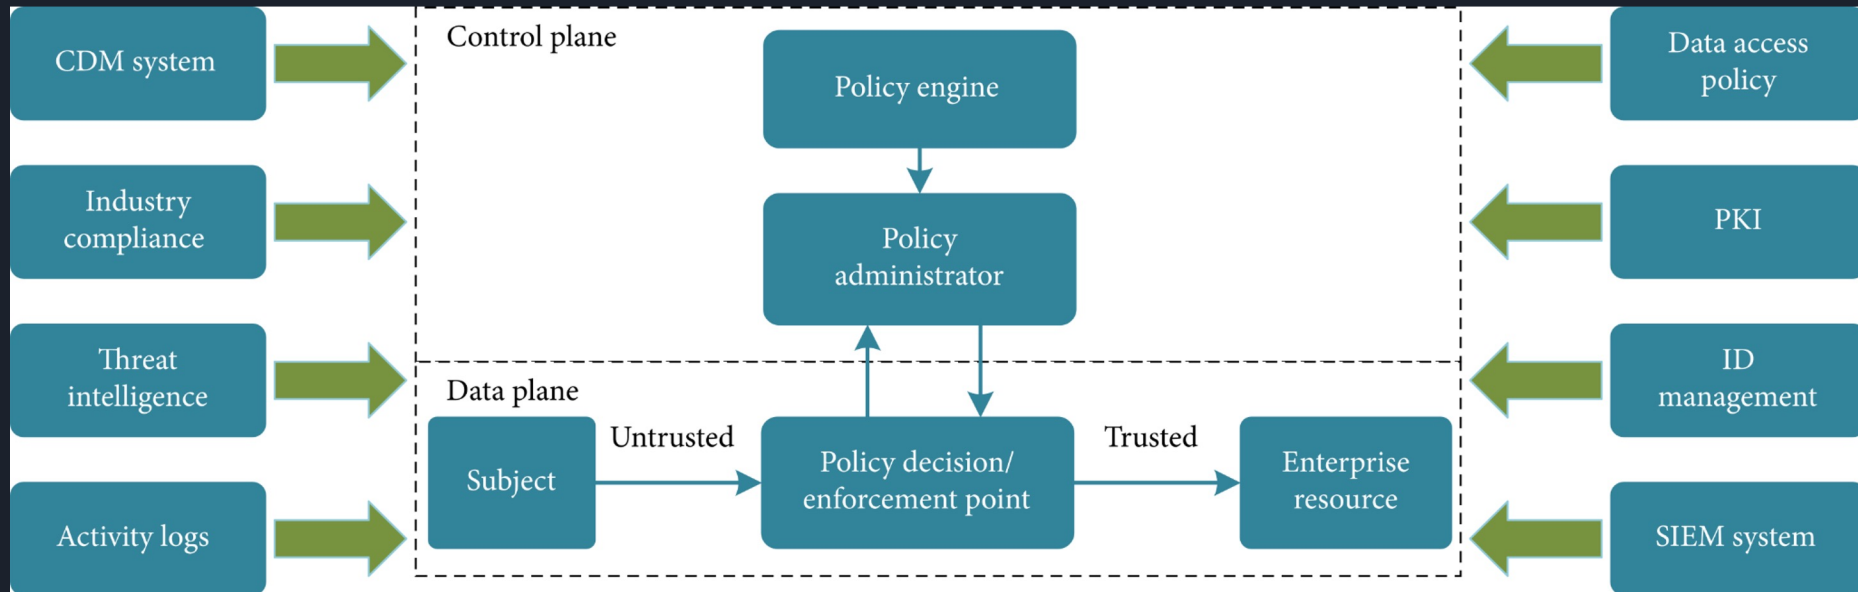 CDM system
Industry
compliance
Threat
intelligence
Activity logs
Control plane
Policy engine
Policy
administrator
Data plane
Subject
Untrusted
Policy decision/
enforcement point
Trusted
Enterprise
resource
Data access
policy
PKI
ID
management
SIEM system